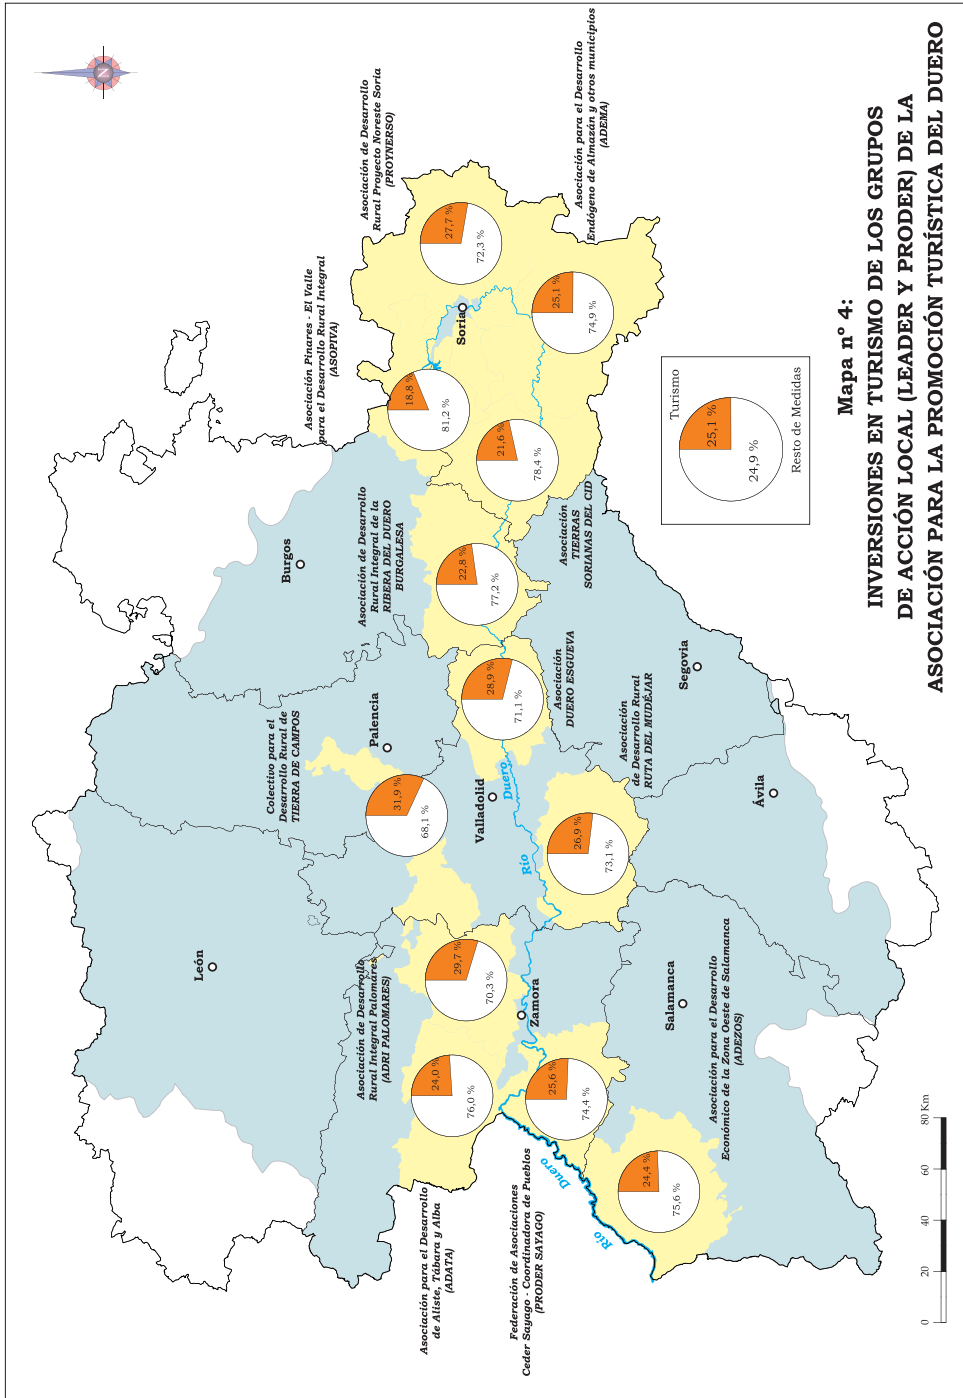 Mapa nº 4:
INVERSIONES EN TURISMO DE LOS GRUPOS
DE ACCIÓN LOCAL (LEADER Y PRODER) DE LA
ASOCIACIÓN PARA LA PROMOCIÓN TURÍSTICA DEL DUERO
N
Asociación de Desarrollo
Rural Proyecto Noreste Soria
(PROYNERSO)
27,7 %
72,3 %
Asociación para el Desarrollo
Endógeno de Almazán y otros municipios
(ADEMA)
25,1 %
74,9 %
Asociación Pinares - El Valle
para el Desarrollo Rural Integral
(ASOPIVA)
18,8 %
81,2 %
Soria
21,6 %
78,4 %
Asociación
TIERRAS
SORIANAS DEL CID
Burgos
Asociación de Desarrollo
Rural Integral de la
RIBERA DEL DUERO
BURGALESA
22,8 %
77,2 %
28,9 %
71,1 %
Asociación
DUERO ESGUEVA
Segovia
Colectivo para el
Desarrollo Rural de
TIERRA DE CAMPOS
Palencia
31,9 %
68,1 %
Valladolid
Río
Duero
Asociación
de Desarrollo Rural
RUTA DEL MUDÉJAR
26,9 %
73,1 %
Ávila
León
Asociación de Desarrollo
Rural Integral Palomares
(ADRI PALOMARES)
29,7 %
70,3 %
Zamora
Salamanca
24,0 %
76,0 %
25,6 %
74,4 %
Asociación para el Desarrollo
Económico de la Zona Oeste de Salamanca
(ADEZOS)
24,4 %
75,6 %
Río
Duero
Asociación para el Desarrollo
de Aliste, Tábara y Alba
(ADATA)
Federación de Asociaciones
Ceder Sayago - Coordinadora de Pueblos
(PRODER SAYAGO)
Turismo
25,1 %
24,9 %
Resto de Medidas
0 20 40 60 80 Km